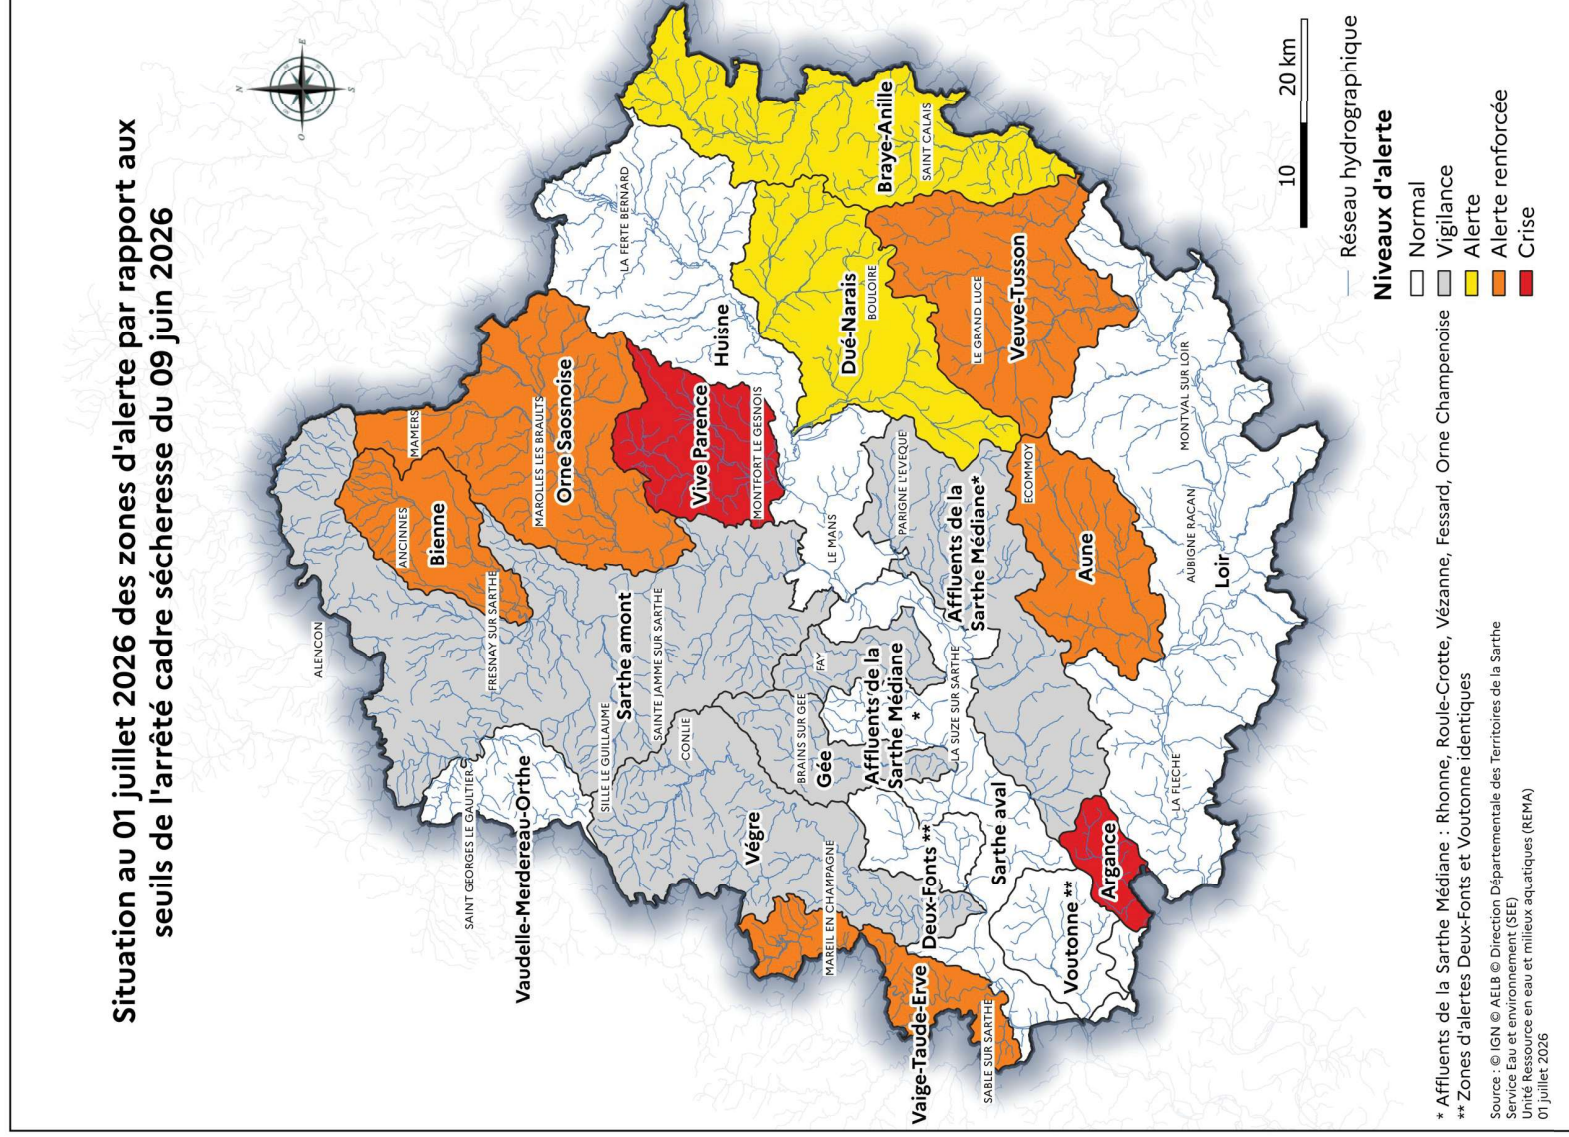 Situation au 01 juillet 2026 des zones d'alerte par rapport aux
seuils de l'arrêté cadre sécheresse du 09 juin 2026
N
E
S
O
ALENCON
MAMERS
ANCINNES
Bienne
FRESNAY SUR SARTHE
SAINT GEORGES LE GAULTIER
Vaudelle-Merdereau-Orthe
MAROLLES LES BRAULTS
Orne Saosnoise
LA FERTE BERNARD
SILLE LE GUILLAUME
Sarthe amont
SAINTE JAMME SUR SARTHE
CONLIE
Vive Parence
Huisne
MONTFORT LE GESNOIS
Végre
BRAINS SUR GEE
Gée
FAY
LE MANS
Dué-Narais
BOULOIRE
Braye-Anille
SAINT CALAIS
MAREIL EN CHAMPAGNE
Affluents de la
Sarthe Médiane
*
PARIGNE L'EVEQUE
Affluents de la
Sarthe Médiane*
LA SUZE SUR SARTHE
LE GRAND LUCE
Veuve-Tusson
Vaige-Taude-Erve
Deux-Fonts **
SABLE SUR SARTHE
Sarthe aval
ECOMMOY
Aune
Voutonne **
Argance
LA FLECHE
AUBIGNE RACAN
Loir
MONTVAL SUR LOIR
10
20 km
Réseau hydrographique
Niveaux d'alerte
Normal
Vigilance
Alerte
Alerte renforcée
Crise
* Affluents de la Sarthe Médiane : Rhonne, Roule-Crotte, Vézanne, Fessard, Orne Champenoise
** Zones d'alertes Deux-Fonts et Voutonne identiques
Source : © IGN © AELB © Direction Départementale des Territoires de la Sarthe
Service Eau et environnement (SEE)
Unité Ressource en eau et milieux aquatiques (REMA)
01 juillet 2026